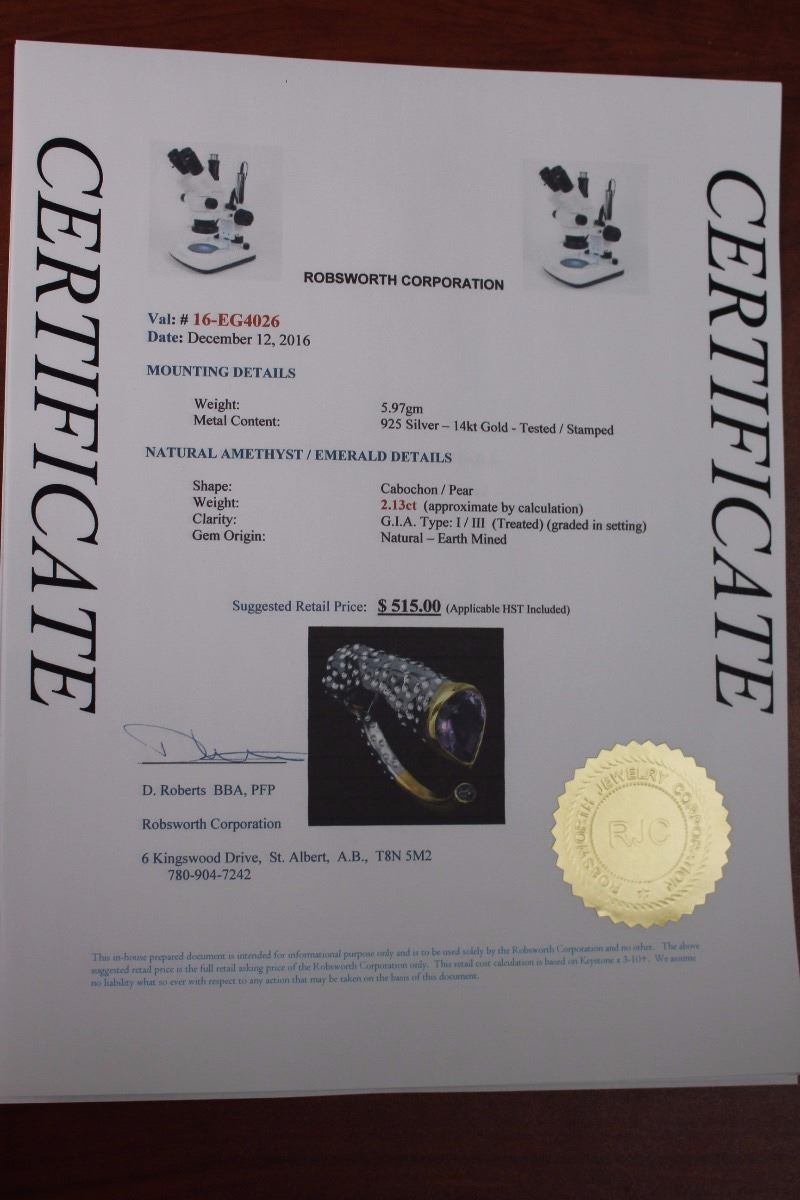 CERTIFICATE
CERTIFICATE
ROBSWORTH CORPORATION
Val: # 16-EG4026
Date: December 12, 2016
MOUNTING DETAILS
Weight: 5.97gm
Metal Content: 925 Silver – 14kt Gold - Tested / Stamped
NATURAL AMETHYST / EMERALD DETAILS
Shape: Cabochon / Pear
Weight: 2.13ct (approximate by calculation)
Clarity: G.I.A. Type: I / III (Treated) (graded in setting)
Gem Origin: Natural – Earth Mined
Suggested Retail Price: $ 515.00 (Applicable HST Included)
D. Roberts BBA, PFP
Robsworth Corporation
6 Kingswood Drive, St. Albert, A.B., T8N 5M2
780-904-7242
ROBSWORTH JEWELRY CORPORATION
RJC
This in-house prepared document is intended for informational purpose only and is to be used solely by the Robsworth Corporation and no other. The above
suggested retail price is the full retail asking price of the Robsworth Corporation only. This retail cost calculation is based on Keystone x 3-10+. We assume
no liability what so ever with respect to any action that may be taken on the basis of this document.